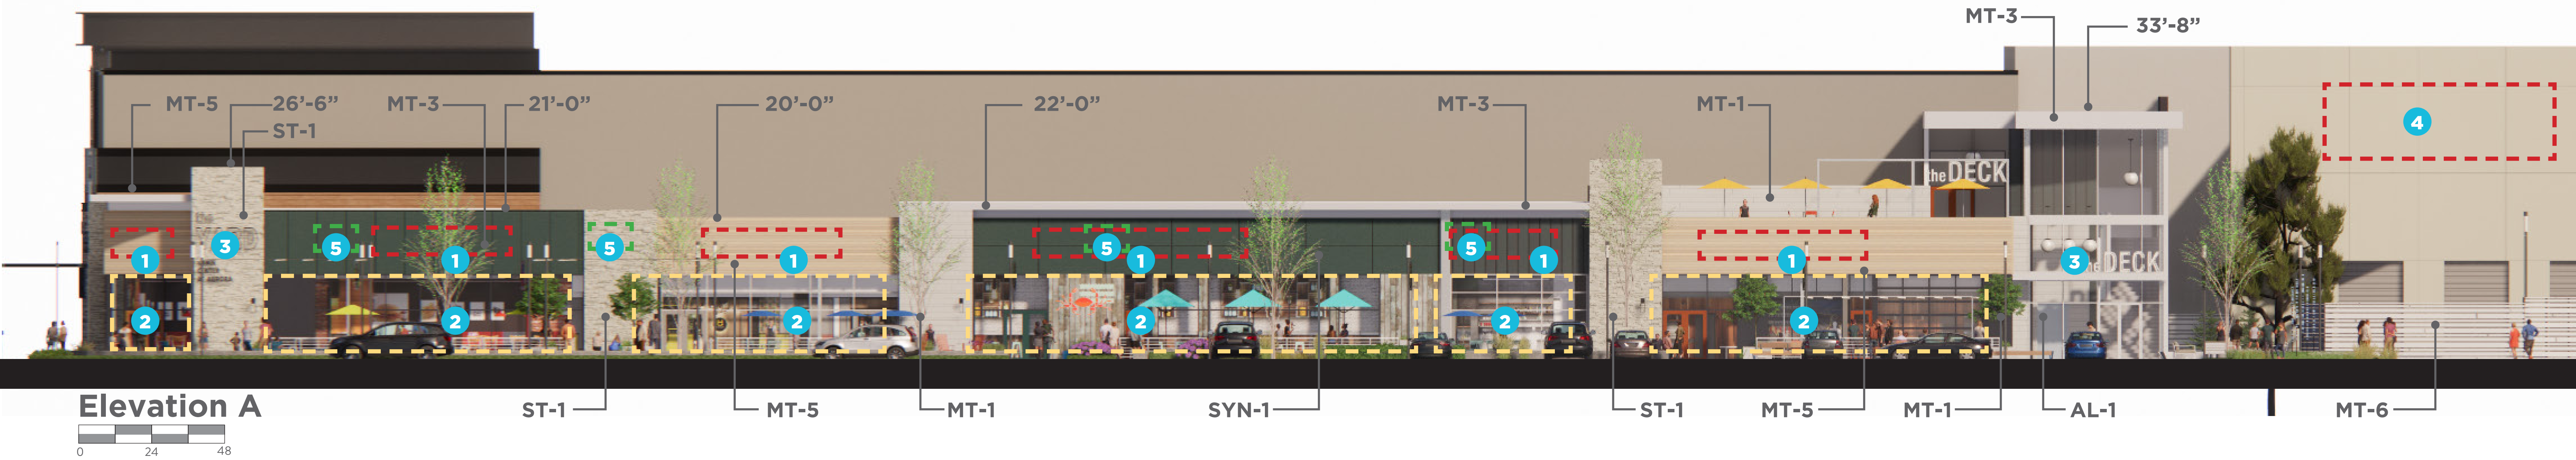 MT-3
33’-8”
MT-5
26’-6”
MT-3
21’-0”
20’-0”
22’-0”
MT-3
MT-1
ST-1
4
the DECK
1
3
5
1
5
1
5
1
5
1
1
3
the DECK
2
2
2
2
2
2
ST-1
MT-5
MT-1
SYN-1
ST-1
MT-5
MT-1
AL-1
MT-6
Elevation A
0 24 48